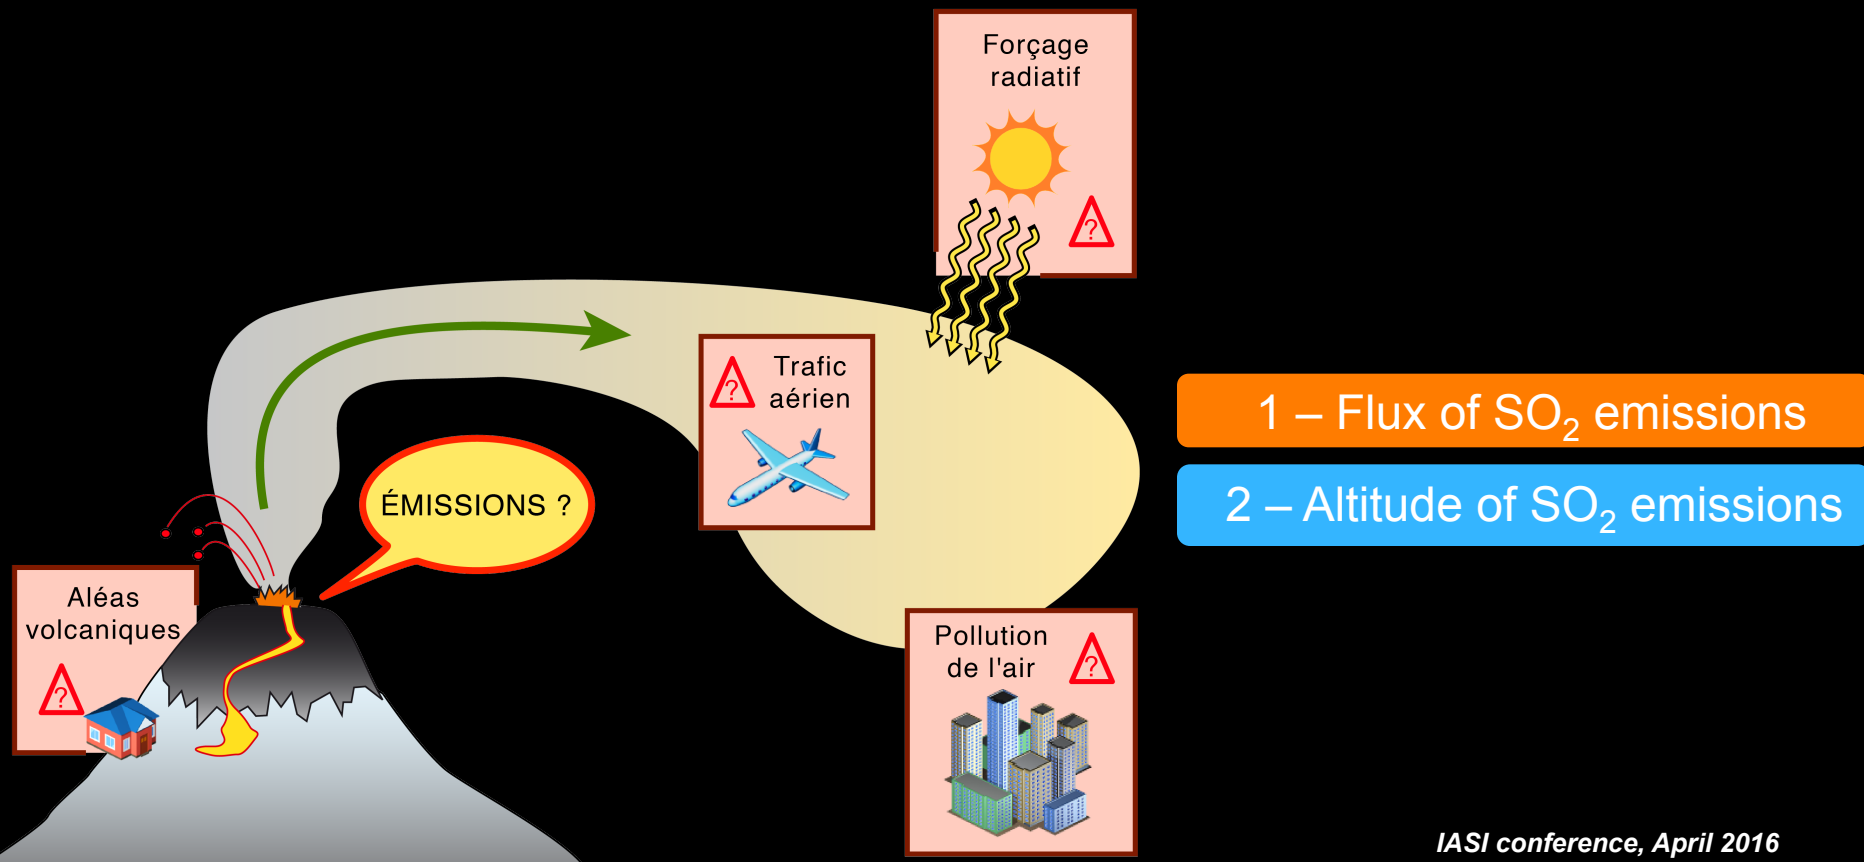 Forçage
radiatif
?
Trafic
aérien
?
1 – Flux of SO₂ emissions
2 – Altitude of SO₂ emissions
ÉMISSIONS ?
Aléas
volcaniques
?
Pollution
de l'air
?
IASI conference, April 2016